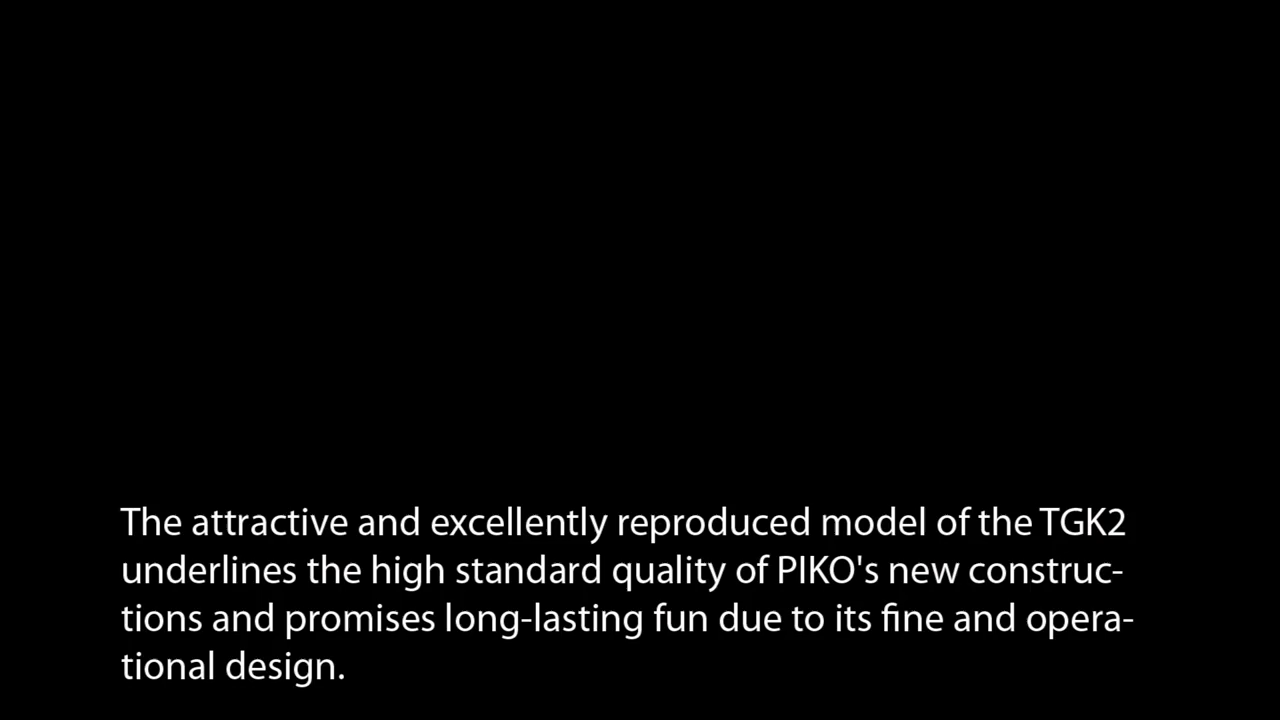 The attractive and excellently reproduced model of the TGK2
underlines the high standard quality of PIKO's new construc-
tions and promises long-lasting fun due to its fine and opera-
tional design.